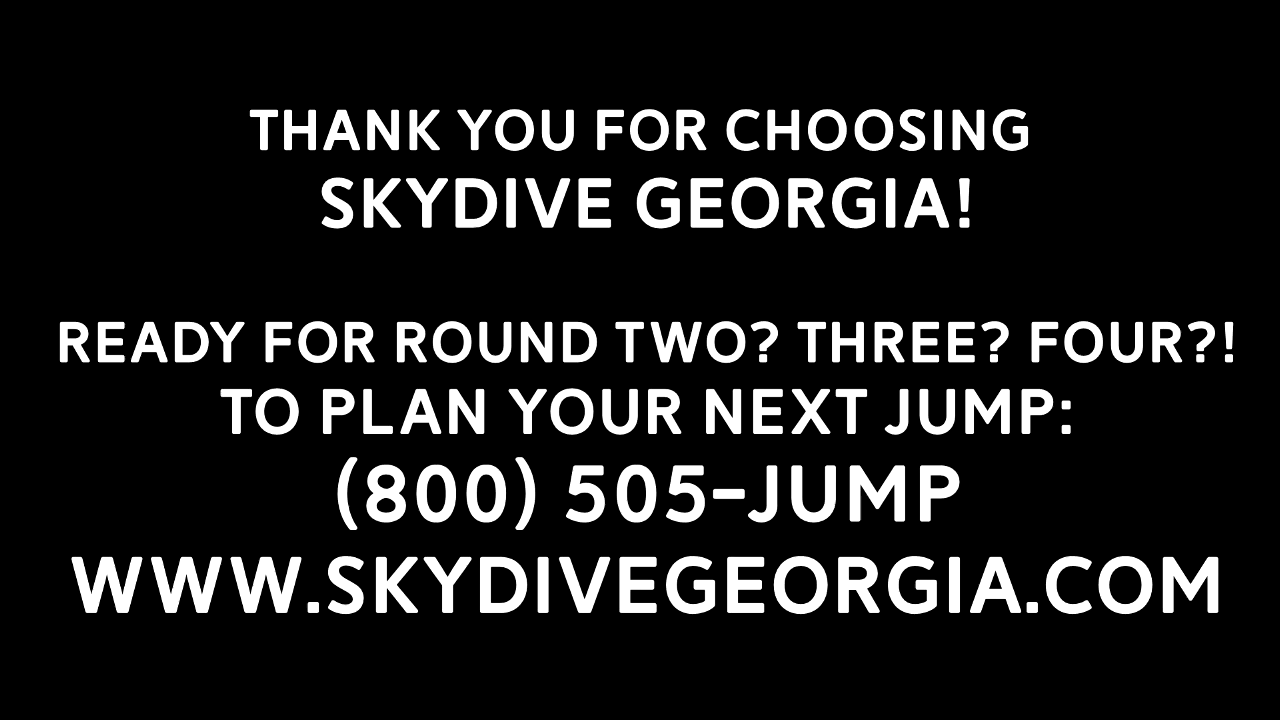 THANK YOU FOR CHOOSING
SKYDIVE GEORGIA!
READY FOR ROUND TWO? THREE? FOUR?!
TO PLAN YOUR NEXT JUMP:
(800) 505-JUMP
WWW.SKYDIVEGEORGIA.COM